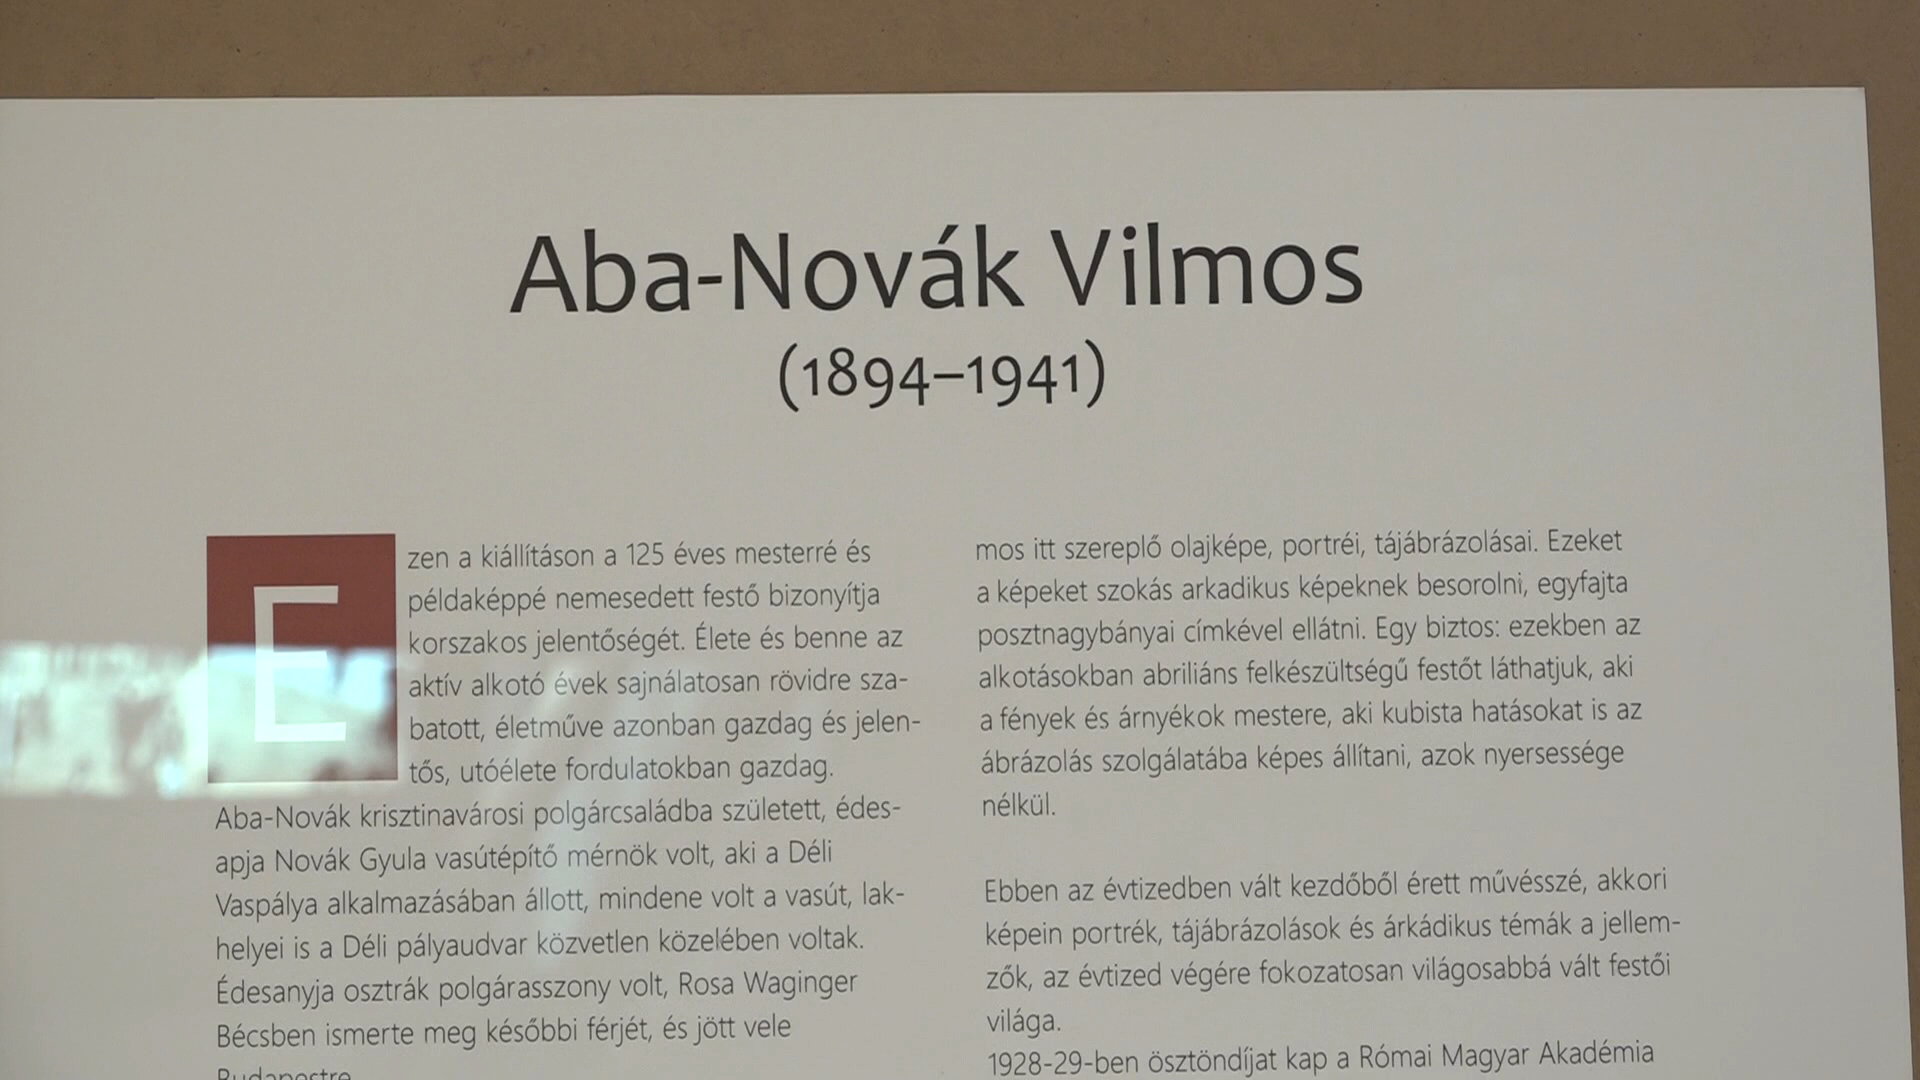 Aba-Novák Vilmos
(1894–1941)
Ezen a kiállításon a 125 éves mesterré és
példaképpé nemesedett festő bizonyítja
korszakos jelentőségét. Élete és benne az
aktív alkotó évek sajnálatosan rövidre sza-
batott, életműve azonban gazdag és jelen-
tős, utóélete fordulatokban gazdag.
Aba-Novák krisztinavárosi polgárcsaládba született, édes-
apja Novák Gyula vasútépítő mérnök volt, aki a Déli
Vaspálya alkalmazásában állott, mindene volt a vasút, lak-
helyei is a Déli pályaudvar közvetlen közelében voltak.
Édesanyja osztrák polgárasszony volt, Rosa Waginger
Bécsben ismerte meg későbbi férjét, és jött vele
Budapestre
mos itt szereplő olajképe, portréi, tájábrázolásai. Ezeket
a képeket szokás arkadikus képeknek besorolni, egyfajta
posztnagybányai címkével ellátni. Egy biztos: ezekben az
alkotásokban abriliáns felkészültségű festőt láthatjuk, aki
a fények és árnyékok mestere, aki kubista hatásokat is az
ábrázolás szolgálatába képes állítani, azok nyersessége
nélkül.
Ebben az évtizedben vált kezdőből érett művésszé, akkori
képein portrék, tájábrázolások és árkádikus témák a jellem-
zők, az évtized végére fokozatosan világosabbá vált festői
világa.
1928-29-ben ösztöndíjat kap a Római Magyar Akadémia